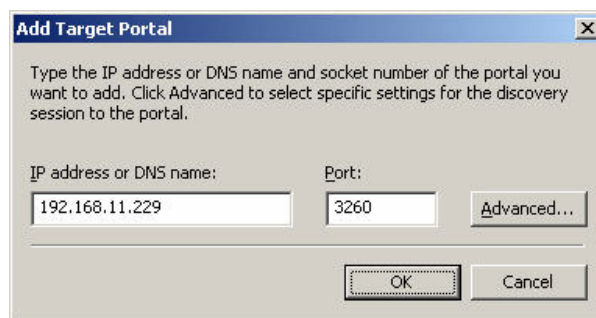 Add Target Portal
Type the IP address or DNS name and socket number of the portal you
want to add. Click Advanced to select specific settings for the discovery
session to the portal.
IP address or DNS name: Port:
192.168.11.229 3260 Advanced...
OK Cancel